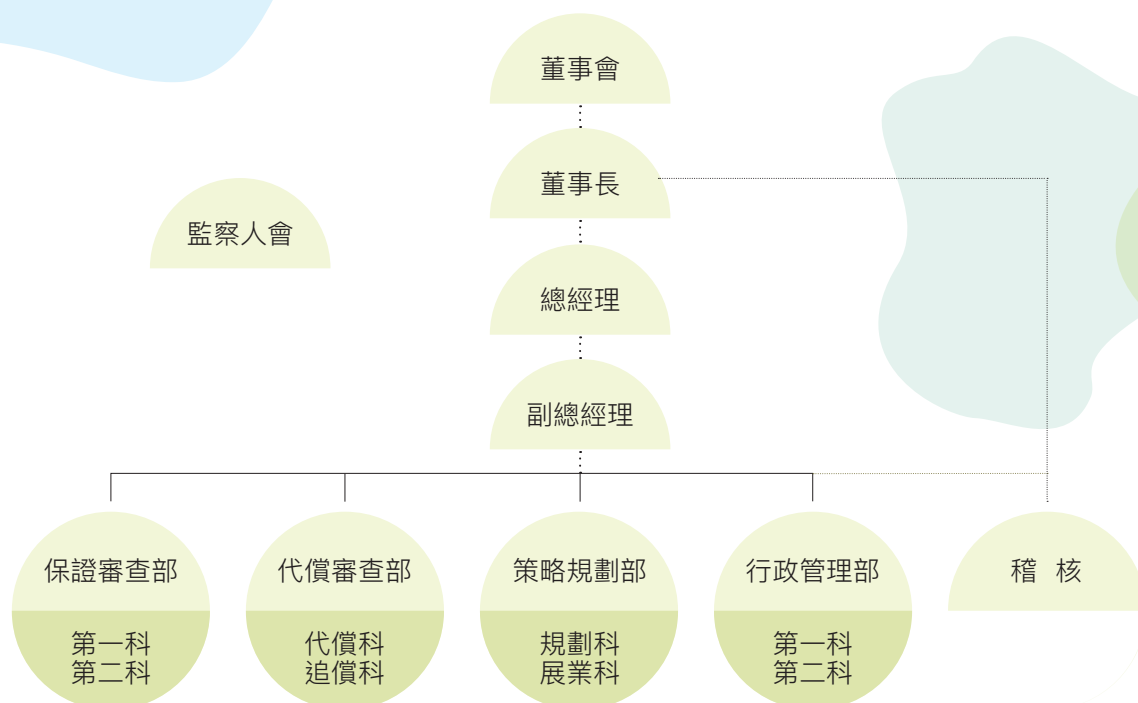 董事會
董事長
監察人會
總經理
副總經理
保證審查部
第一科
第二科
代償審查部
代償科
追償科
策略規劃部
規劃科
展業科
行政管理部
第一科
第二科
稽 核